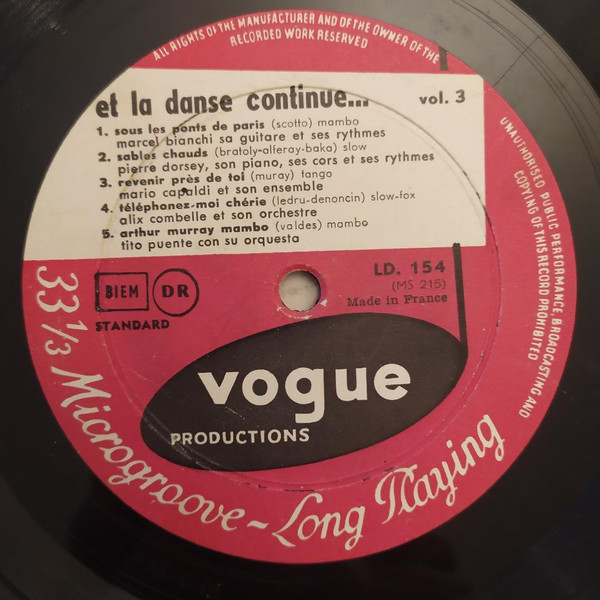 ALL RIGHTS OF THE MANUFACTURER AND OF THE OWNER OF THE
RECORDED WORK RESERVED
et la danse continue... vol. 3
1. sous les ponts de paris (scotto) mambo
marcel bianchi sa guitare et ses rythmes
2. sables chauds (bratoly-alferay-baka) slow
pierre dorsey, son piano, ses cors et ses rythmes
3. revenir près de toi (muray) tango
mario capaldi et son ensemble
4. téléphonez-moi chérie (ledru-denoncin) slow-fox
alix combelle et son orchestre
5. arthur murray mambo (valdes) mambo
tito puente con su orquesta
UNAUTHORISED PUBLIC PERFORMANCE, BROADCASTING AND
COPYING OF THIS RECORD PROHIBITED
BIEM DR
STANDARD
LD. 154
(MS 215)
Made in France
vogue
PRODUCTIONS
33 1/3 Microgroove - Long Playing